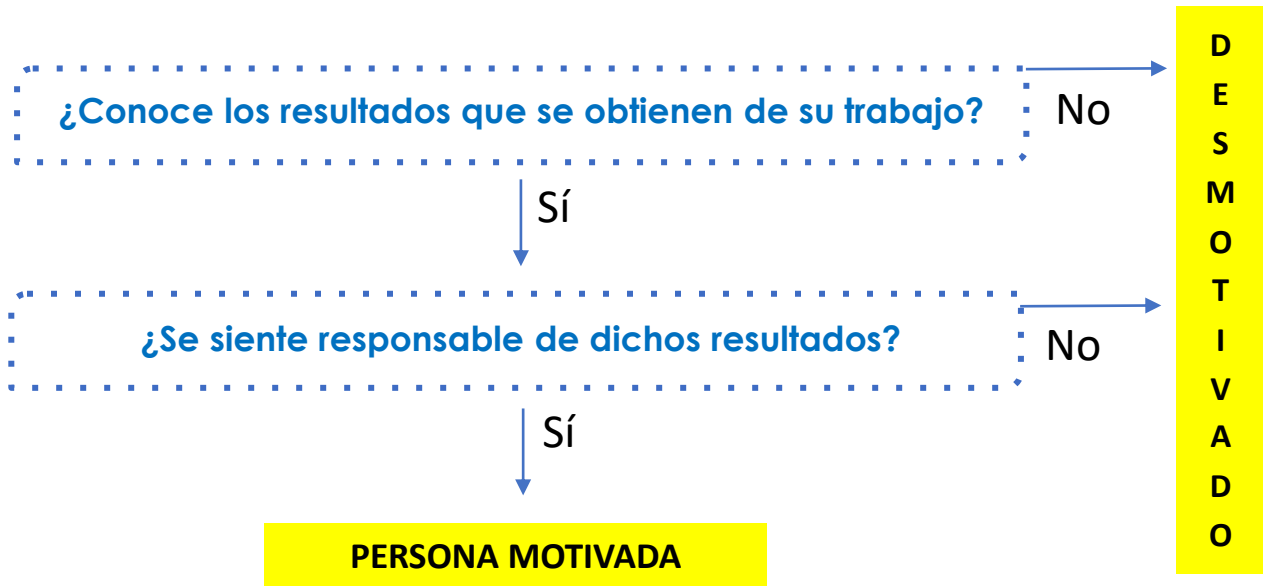 ¿Conoce los resultados que se obtienen de su trabajo?
No
Sí
¿Se siente responsable de dichos resultados?
No
Sí
PERSONA MOTIVADA
D
E
S
M
O
T
I
V
A
D
O